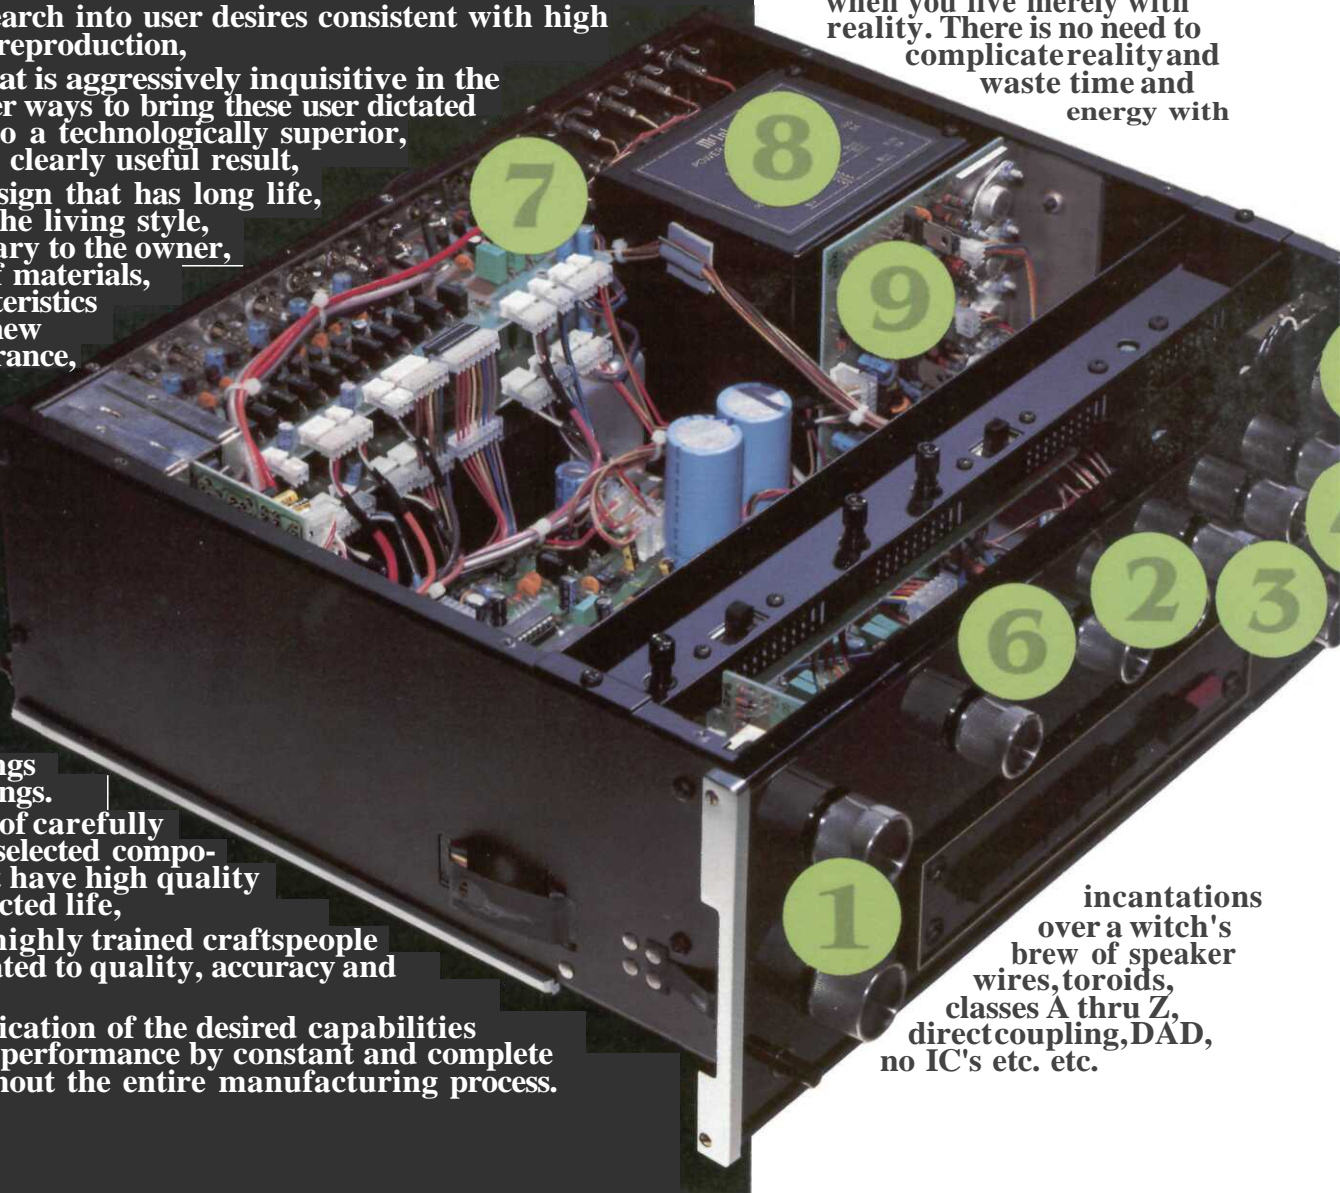 earch into user desires consistent with high
reproduction,
at is aggressively inquisitive in the
er ways to bring these user dictated
o a technologically superior,
clearly useful result,
sign that has long life,
he living style,
ary to the owner,
f materials,
teristics
new
rance,
ngs
ngs.
of carefully
selected compo-
t have high quality
cted life,
highly trained craftspeople
ated to quality, accuracy and
ication of the desired capabilities
performance by constant and complete
hout the entire manufacturing process.
when you live merely with
reality. There is no need to
complicate reality and
waste time and
energy with
7
8
9
2
6
3
1
incantations
over a witch's
brew of speaker
wires, toroids,
classes A thru Z,
direct coupling, DAD,
no IC's etc. etc.